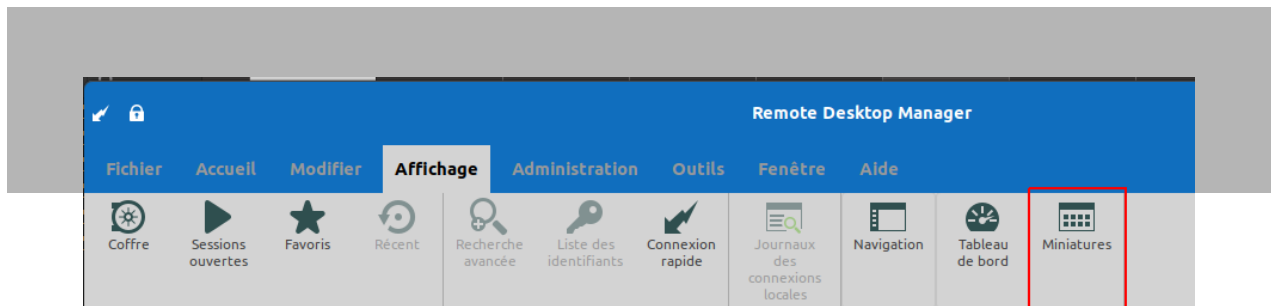 Remote Desktop Manager
Fichier Accueil Modifier Affichage Administration Outils Fenêtre Aide
Coffre
Sessions
ouvertes
Favoris
Récent
Recherche
avancée
Liste des
identifiants
Connexion
rapide
Journaux
des
connexions
locales
Navigation
Tableau
de bord
Miniatures